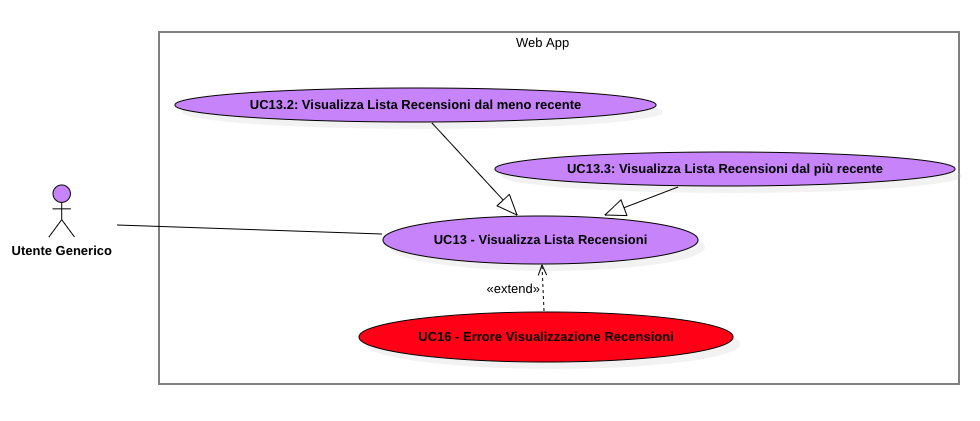 Web App
UC13.2: Visualizza Lista Recensioni dal meno recente
UC13.3: Visualizza Lista Recensioni dal più recente
Utente Generico
UC13 - Visualizza Lista Recensioni
«extend»
UC16 - Errore Visualizzazione Recensioni